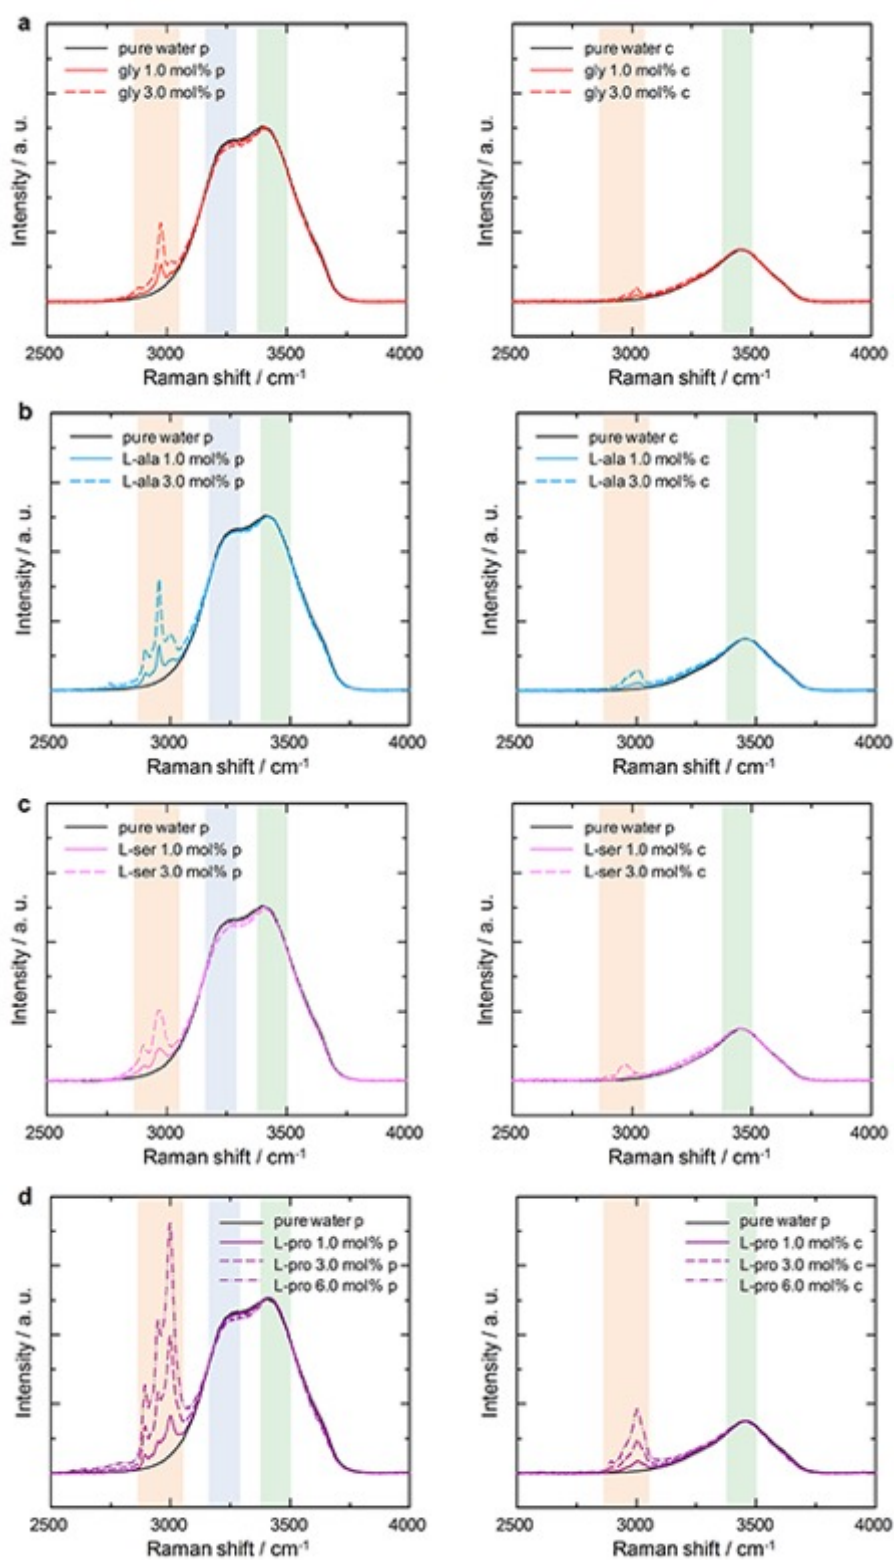 a
pure water p
gly 1.0 mol% p
gly 3.0 mol% p
Intensity / a. u.
2500 3000 3500 4000
Raman shift / cm-1
pure water c
gly 1.0 mol% c
gly 3.0 mol% c
Intensity / a. u.
2500 3000 3500 4000
Raman shift / cm-1
b
pure water p
L-ala 1.0 mol% p
L-ala 3.0 mol% p
Intensity / a. u.
2500 3000 3500 4000
Raman shift / cm-1
pure water c
L-ala 1.0 mol% c
L-ala 3.0 mol% c
Intensity / a. u.
2500 3000 3500 4000
Raman shift / cm-1
c
pure water p
L-ser 1.0 mol% p
L-ser 3.0 mol% p
Intensity / a. u.
2500 3000 3500 4000
Raman shift / cm-1
pure water p
L-ser 1.0 mol% c
L-ser 3.0 mol% c
Intensity / a. u.
2500 3000 3500 4000
Raman shift / cm-1
d
pure water p
L-pro 1.0 mol% p
L-pro 3.0 mol% p
L-pro 6.0 mol% p
Intensity / a. u.
2500 3000 3500 4000
Raman shift / cm-1
pure water p
L-pro 1.0 mol% c
L-pro 3.0 mol% c
L-pro 6.0 mol% c
Intensity / a. u.
2500 3000 3500 4000
Raman shift / cm-1